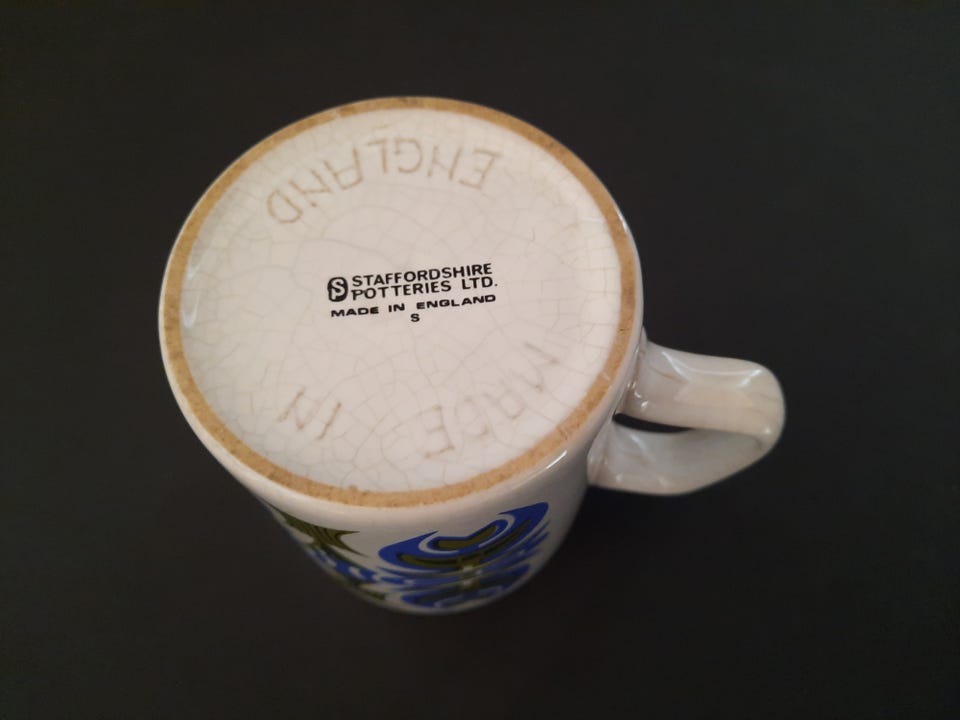 STAFFORDSHIRE
POTTERIES LTD.
MADE IN ENGLAND
S
MADE IN ENGLAND